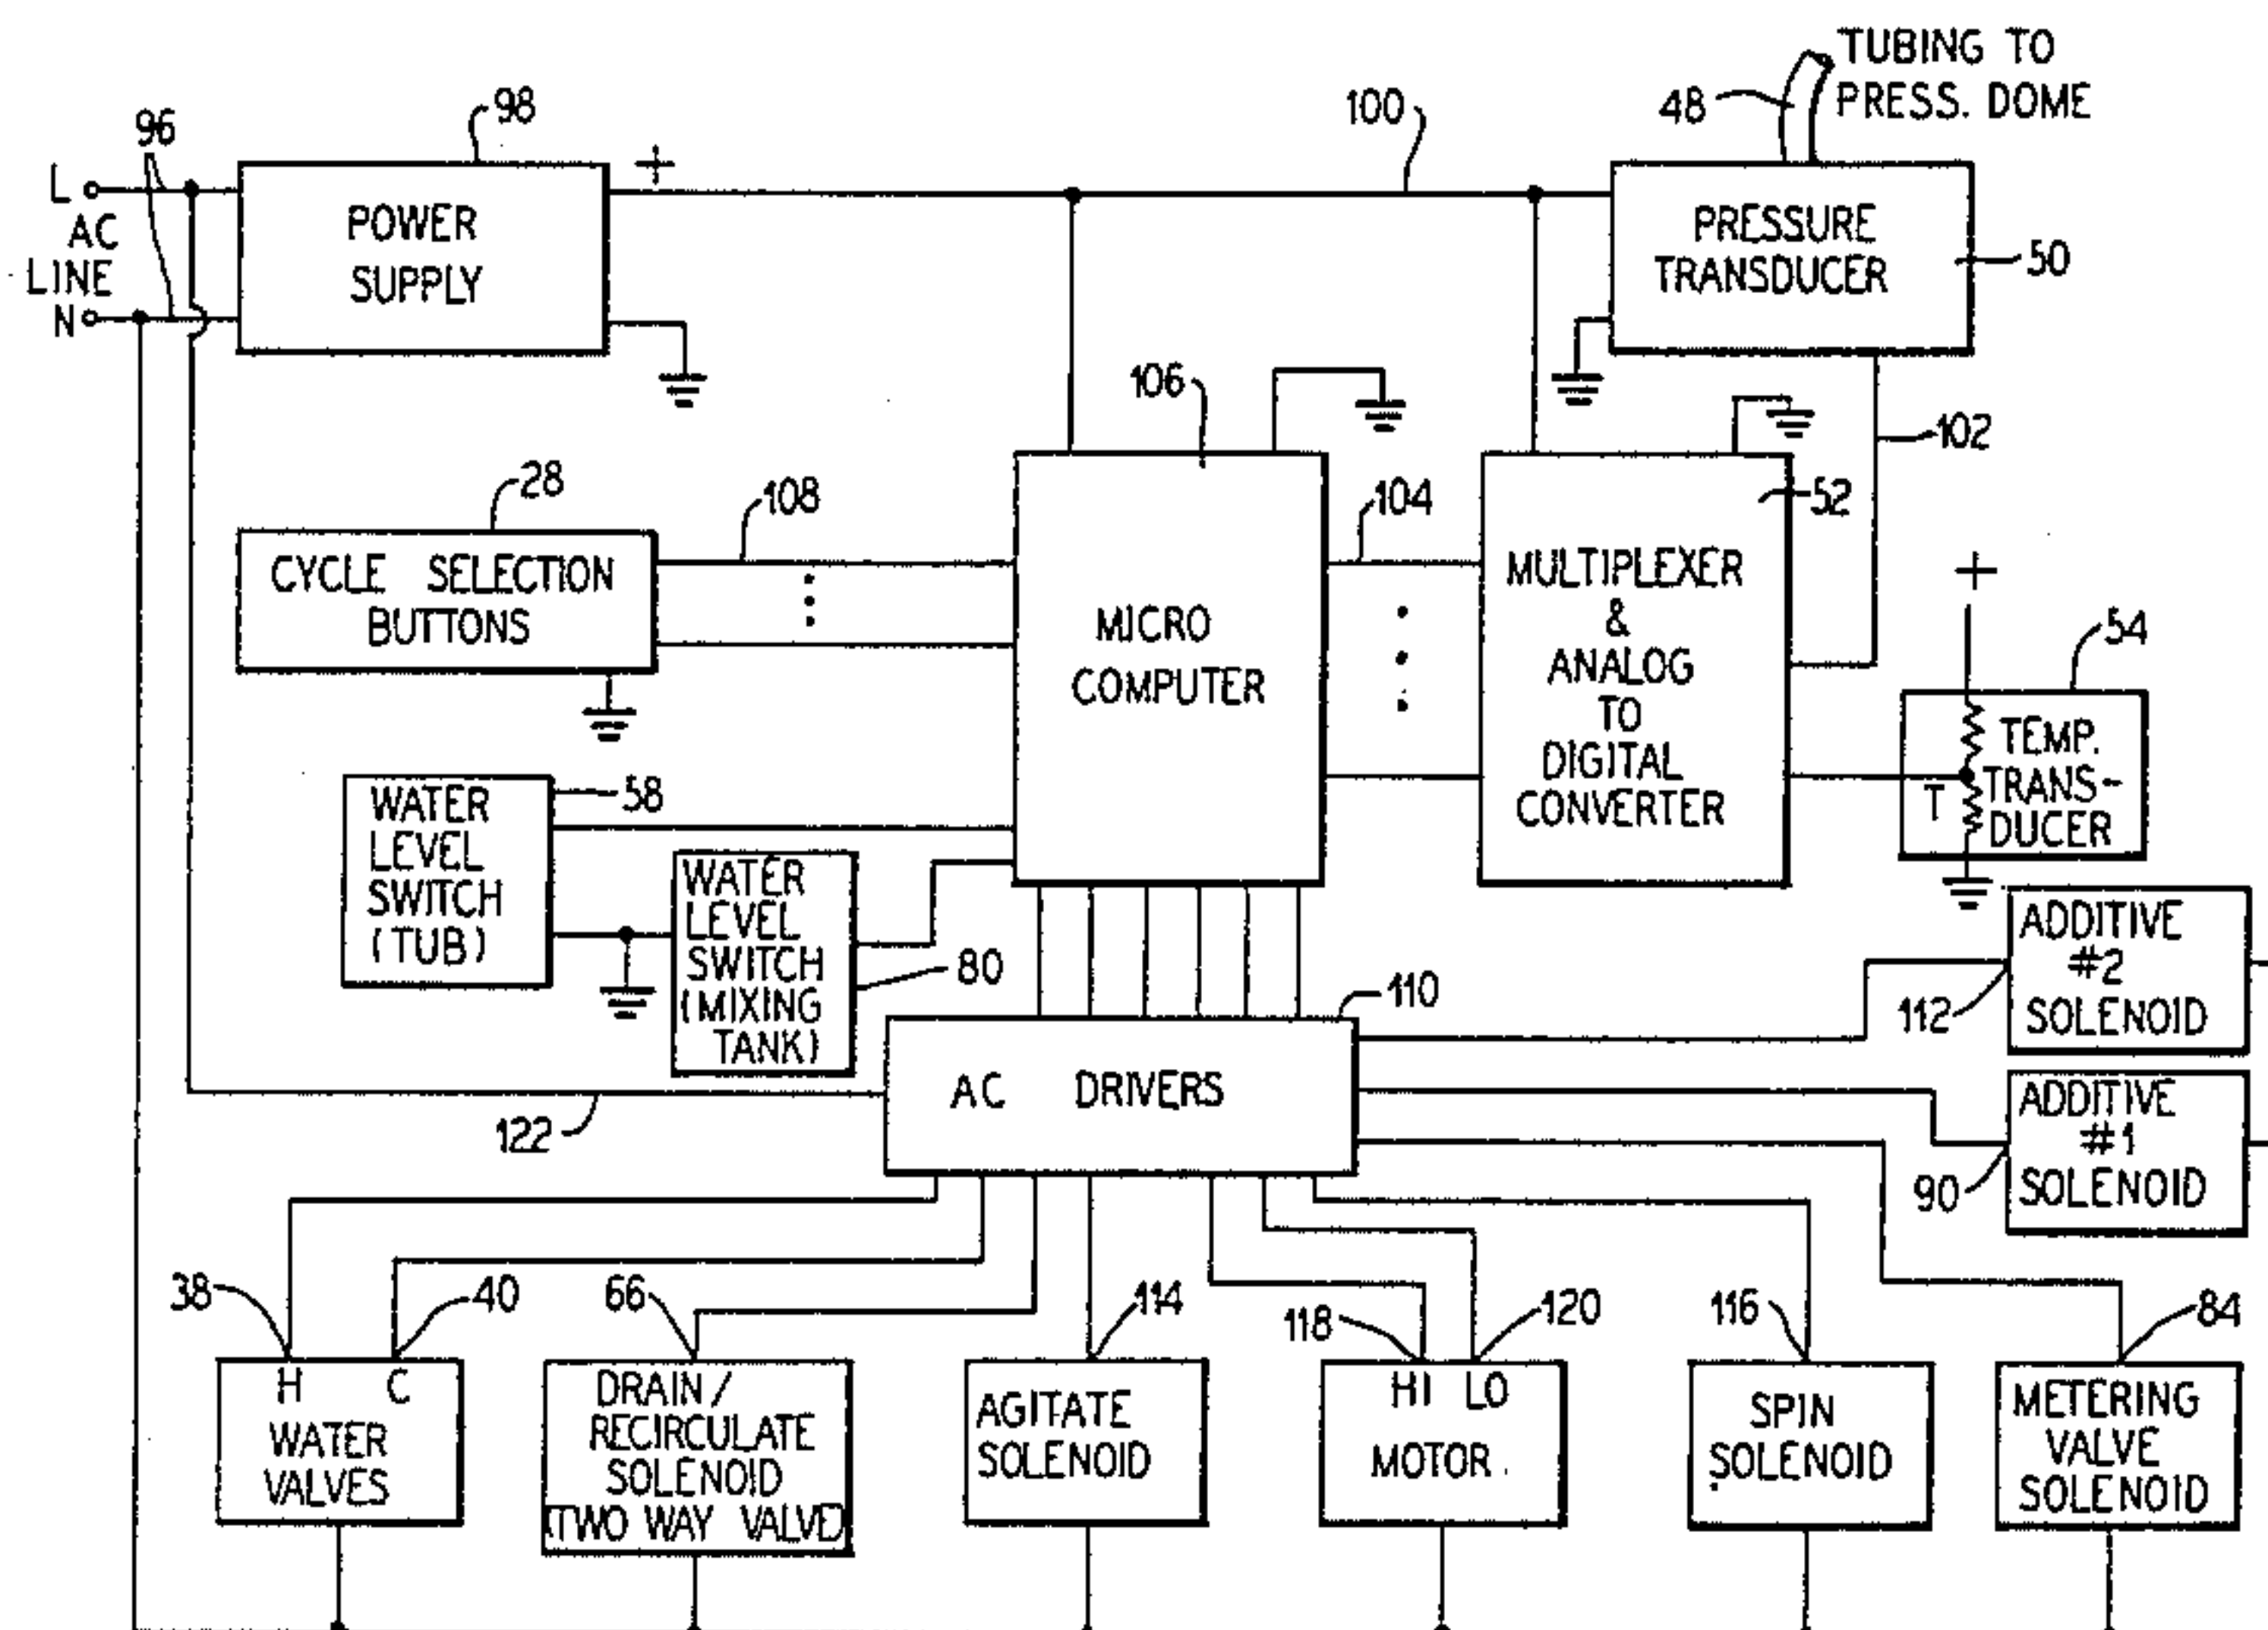 TUBING TO
PRESS. DOME
48
100
98
96
+
L
AC
LINE
N
POWER
SUPPLY
PRESSURE
TRANSDUCER
50
106
102
28
108
104
52
CYCLE SELECTION
BUTTONS
MICRO
COMPUTER
MULTIPLEXER
&
ANALOG
TO
DIGITAL
CONVERTER
+
54
TEMP.
TRANS-
DUCER
T
58
WATER
LEVEL
SWITCH
(TUB)
WATER
LEVEL
SWITCH
(MIXING
TANK)
80
110
ADDITIVE
#2
SOLENOID
112
AC DRIVERS
122
ADDITIVE
#1
SOLENOID
90
38
40
66
114
118
120
116
84
H C
WATER
VALVES
DRAIN/
RECIRCULATE
SOLENOID
(TWO WAY VALVE)
AGITATE
SOLENOID
HI LO
MOTOR
SPIN
SOLENOID
METERING
VALVE
SOLENOID